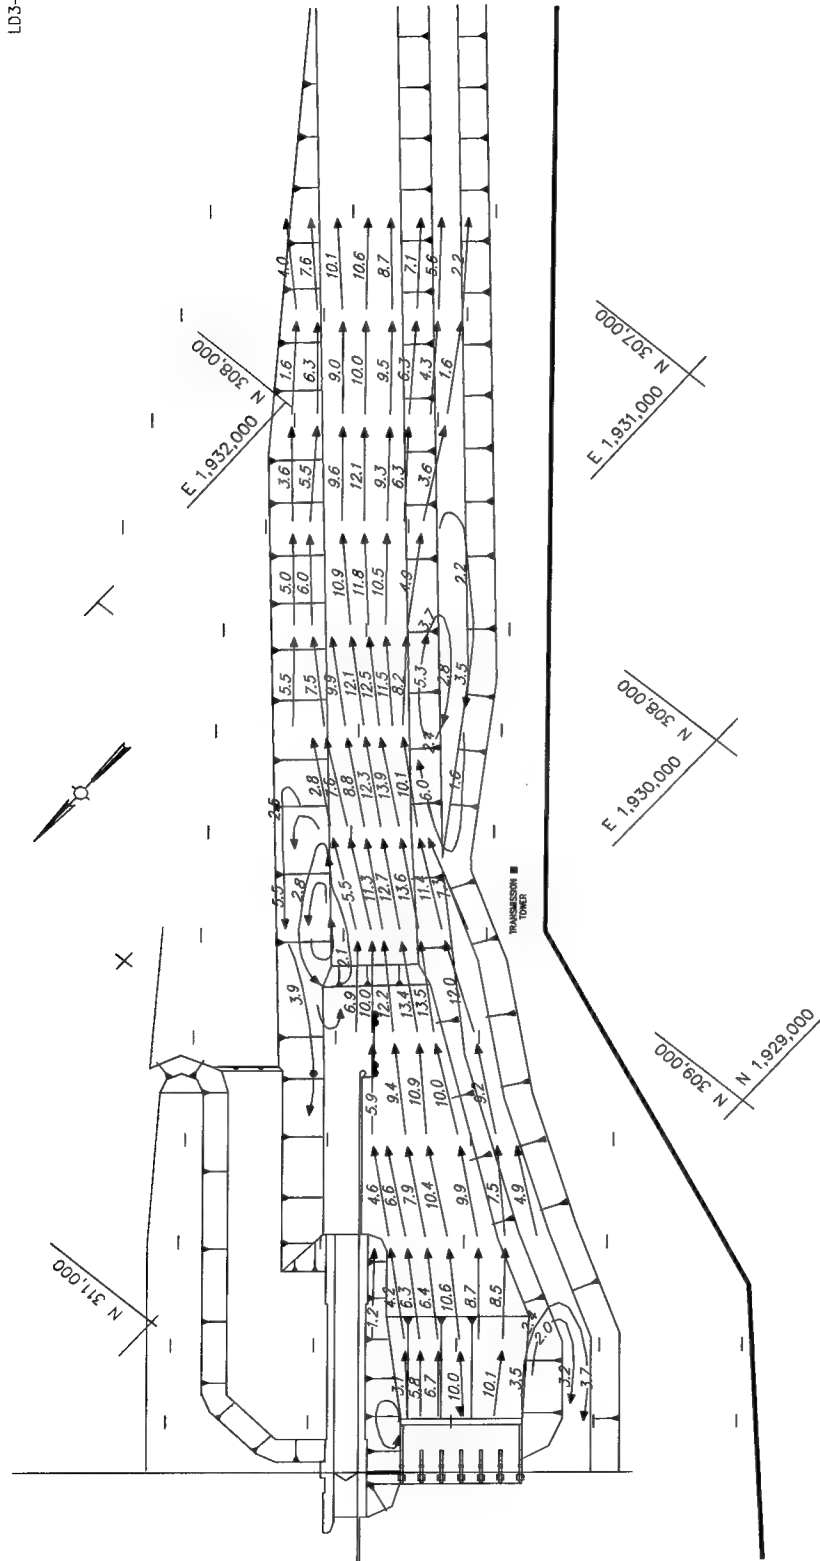 LD3-
4.0 7.6 10.1 10.6 8.7 7.1 5.6 2.2
N 308,000
E 1,932,000
N 307,000
E 1,931,000
1.6 6.3 9.0 10.0 9.5 6.3 4.3 1.6
3.6 5.5 9.6 12.1 9.3 6.3 3.6
5.0 6.0 10.9 11.8 10.5 4.9 2.2
3.7
5.5 7.5 9.9 12.1 12.5 11.5 8.2 5.3 2.8 3.5
N 308,000
E 1,930,000
2.4
2.8 7.6 8.8 12.3 13.9 10.1 6.0 1.6
5.5 2.8 5.5 11.3 12.7 13.6 11.4
TRANSMISSION
TOWER
2.1
3.9 6.9 10.0 12.2 13.4 13.5 12.0
N 309,000
N 1,929,000
5.9 9.4 10.9 10.0 9.2
4.6 6.6 7.9 10.4 9.9 7.5 4.9
N 311,000
1.2 4.2 6.3 6.4 10.6 8.7 8.5
2.4
2.0
3.1 5.8 6.7 10.0 10.1 3.5 3.2 3.7